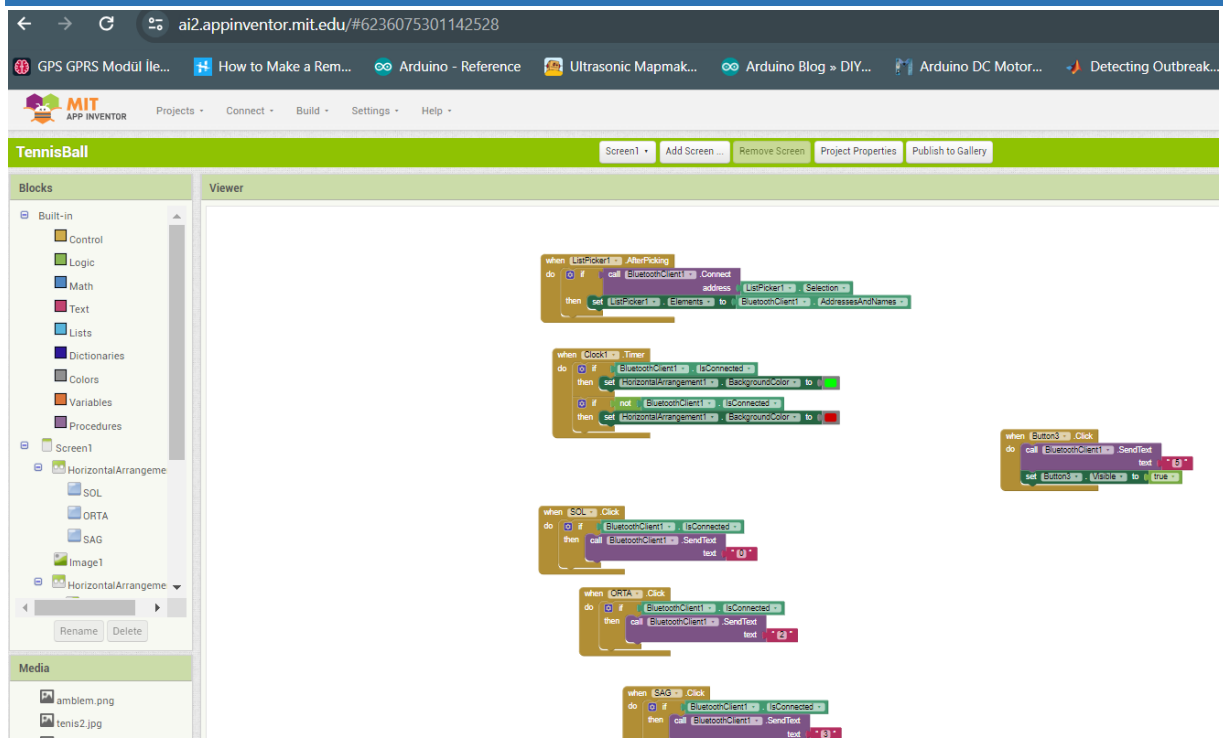 ai2.appinventor.mit.edu/#6236075301142528
GPS GPRS Modül İle... How to Make a Rem... Arduino - Reference Ultrasonic Mapmak... Arduino Blog » DIY... Arduino DC Motor... Detecting Outbreak...
MIT
APP INVENTOR
Projects Connect Build Settings Help
TennisBall Screen1 Add Screen ... Remove Screen Project Properties Publish to Gallery
Blocks Viewer
Built-in
Control
Logic
Math
Text
Lists
Dictionaries
Colors
Variables
Procedures
Screen1
HorizontalArrangeme
SOL
ORTA
SAG
Image1
HorizontalArrangeme
Rename Delete
Media
amblem.png
tenis2.jpg
when ListPicker1 .AfterPicking
do if call BluetoothClient1 .Connect
address ListPicker1 . Selection
then set ListPicker1 . Elements to BluetoothClient1 . AddressesAndNames
when Clock1 .Timer
do if BluetoothClient1 . IsConnected
then set HorizontalArrangement1 . BackgroundColor to
if not BluetoothClient1 . IsConnected
then set HorizontalArrangement1 . BackgroundColor to
when Button3 .Click
do call BluetoothClient1 .SendText
text
set Button3 . Visible to true
when SOL .Click
do if BluetoothClient1 . IsConnected
then call BluetoothClient1 .SendText
text
when ORTA .Click
do if BluetoothClient1 . IsConnected
then call BluetoothClient1 .SendText
text " 2 "
when SAG .Click
do if BluetoothClient1 . IsConnected
then call BluetoothClient1 .SendText
text " 3 "